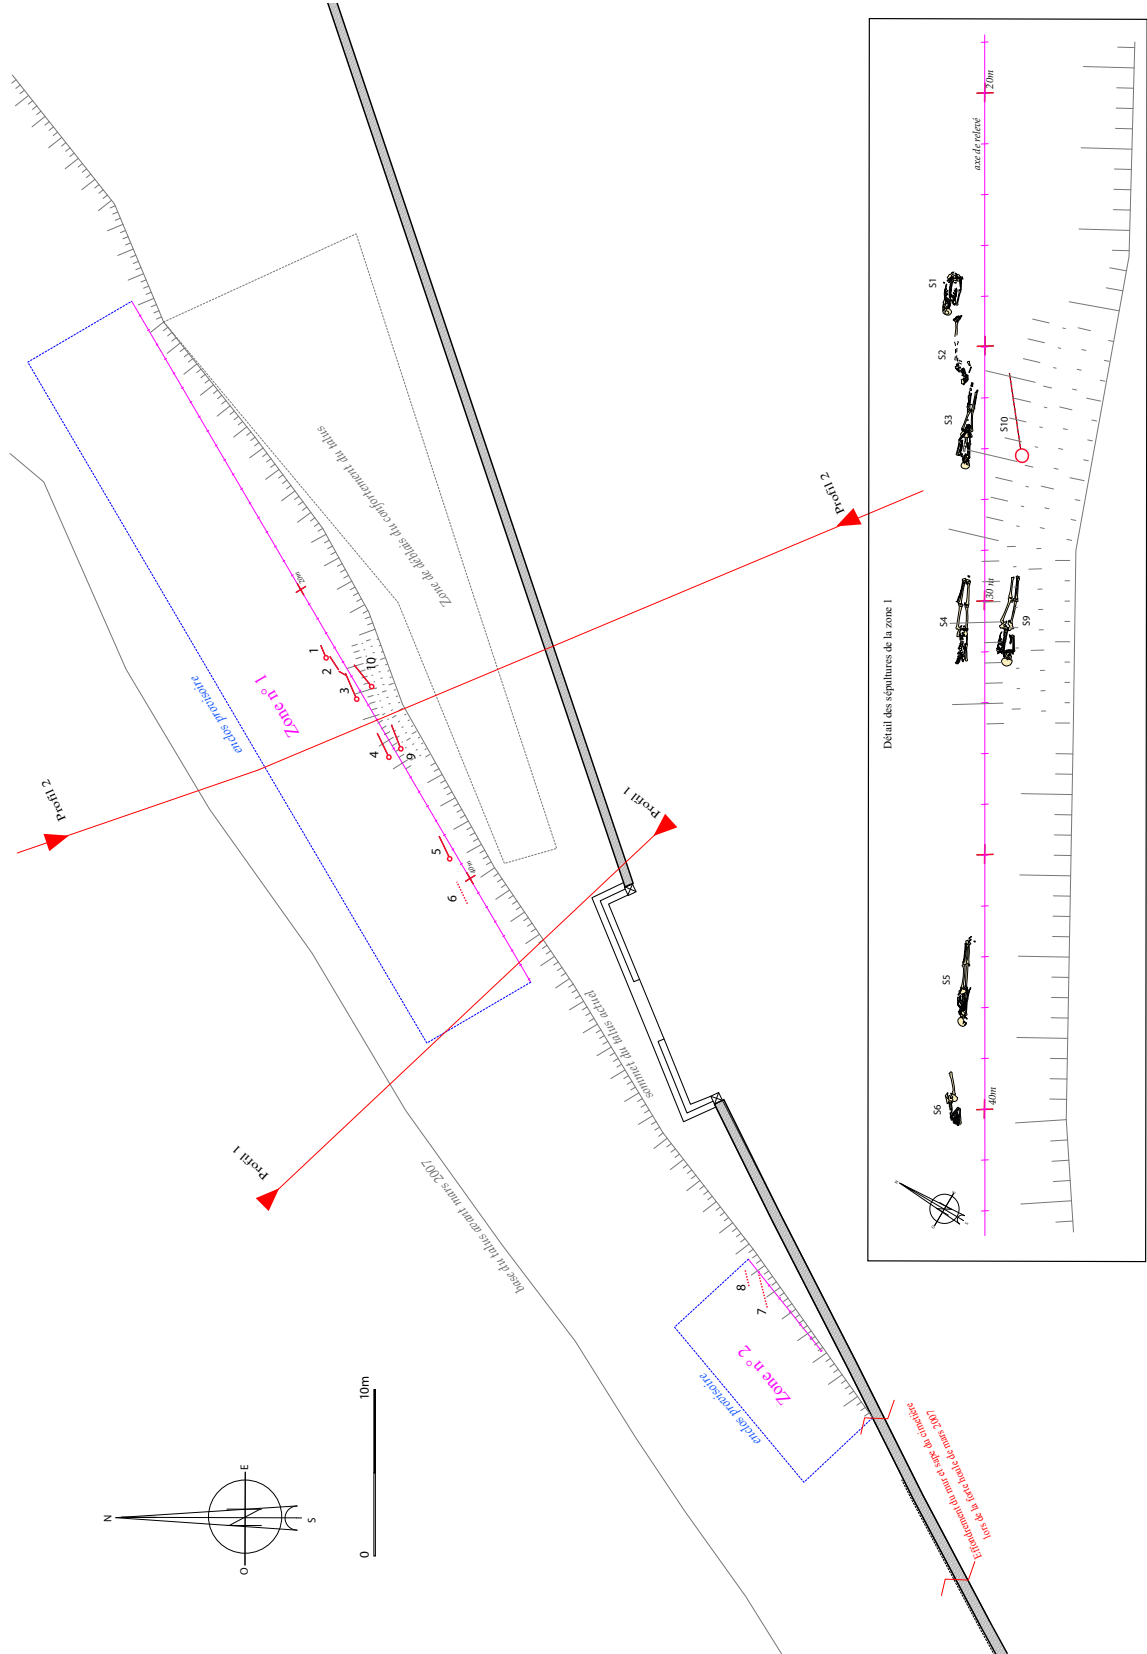 Détail des sépultures de la zone 1
axe de relevé
20m
30 m
40m
S1
S2
S3
S10
S4
S9
S5
S6
Profil 2
Profil 2
Profil 1
Profil 1
enclos provisoire
Zone n° 1
Zone de déblais du confortement du talus
20m
40m
1
2
3
10
4
9
5
6
sommet du talus actuel
base du talus avant mars 2007
8
7
Zone n° 2
enclos provisoire
Effondrement du mur et sape du cimetière
lors de la forte houle de mars 2007
N
E
S
O
0
10m